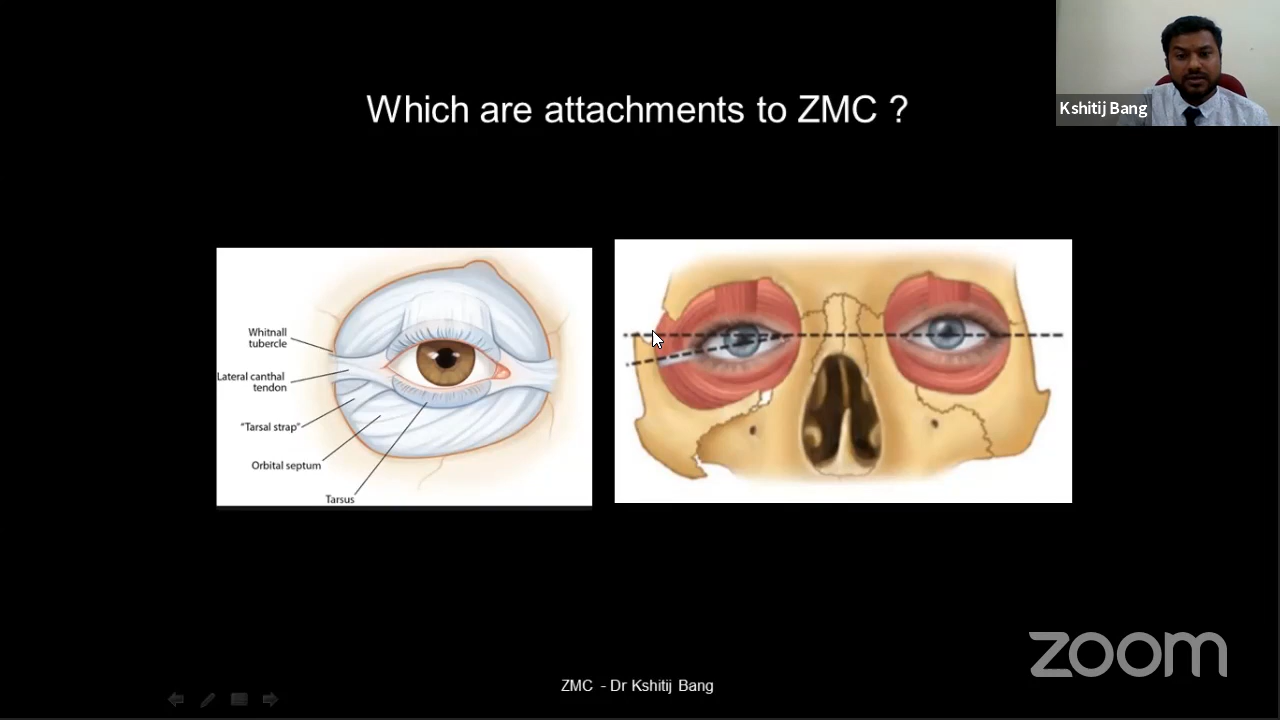 Which are attachments to ZMC ?
Kshitij Bang
Whitnall
tubercle
Lateral canthal
tendon
“Tarsal strap”
Orbital septum
Tarsus
zoom
ZMC - Dr Kshitij Bang